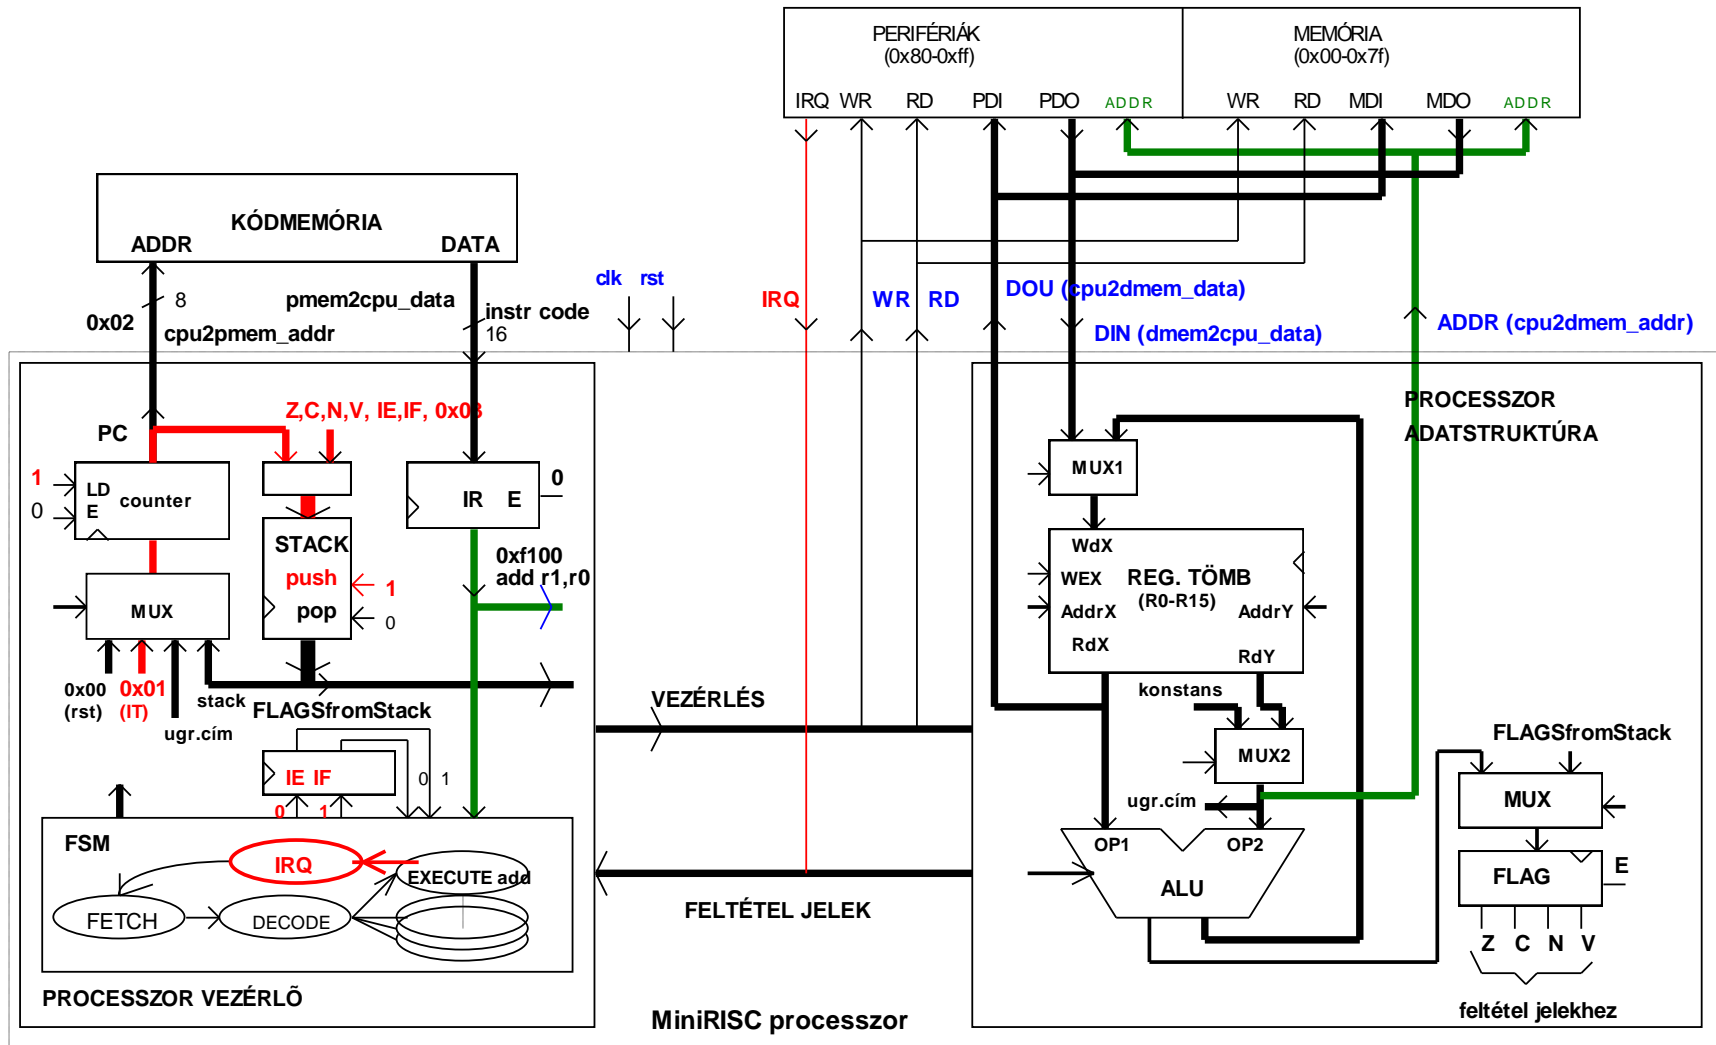 PERIFÉRIÁK
(0x80-0xff)
MEMÓRIA
(0x00-0x7f)
IRQ WR RD PDI PDO ADDR
WR RD MDI MDO ADDR
KÓDMEMÓRIA
ADDR DATA
8
0x02
cpu2pmem_addr
pmem2cpu_data
instr code
16
clk rst
IRQ
WR RD
DOU (cpu2dmem_data)
DIN (dmem2cpu_data)
ADDR (cpu2dmem_addr)
PC
Z,C,N,V, IE,IF, 0x03
1
0
LD
E
counter
IR E
0
STACK
push
pop
1
0
0xf100
add r1,r0
MUX
0x00
(rst)
0x01
(IT)
ugr.cím
stack
FLAGSfromStack
IE IF
0 1
0 1
FSM
IRQ
EXECUTE add
FETCH
DECODE
PROCESSZOR VEZÉRLÕ
VEZÉRLÉS
FELTÉTEL JELEK
MiniRISC processzor
PROCESSZOR
ADATSTRUKTÚRA
MUX1
WdX
WEX
REG. TÖMB
(R0-R15)
AddrX
AddrY
RdX
RdY
konstans
MUX2
ugr.cím
OP1 OP2
ALU
FLAGSfromStack
MUX
FLAG
E
Z C N V
feltétel jelekhez